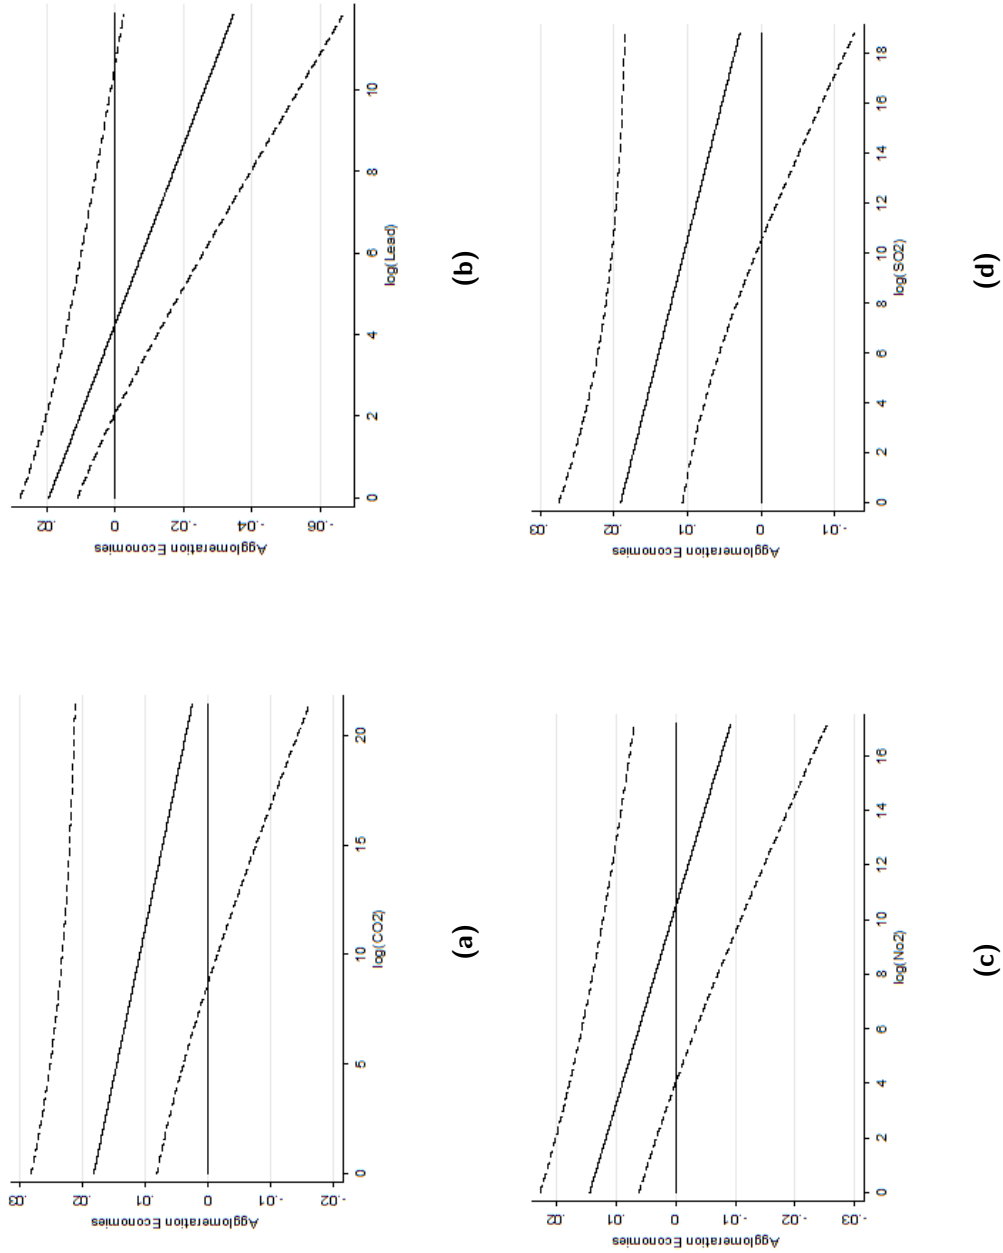 Agglomeration Economies
.03
.02
.01
0
-.01
-.02
0 5 10 15 20
log(CO2)
(a)
Agglomeration Economies
.02
0
-.02
-.04
-.06
0 2 4 6 8 10
log(Lead)
(b)
Agglomeration Economies
.02
.01
0
-.01
-.02
-.03
0 2 4 6 8 10 12 14 16
log(No2)
(c)
Agglomeration Economies
.03
.02
.01
0
-.01
0 2 4 6 8 10 12 14 16 18
log(SO2)
(d)